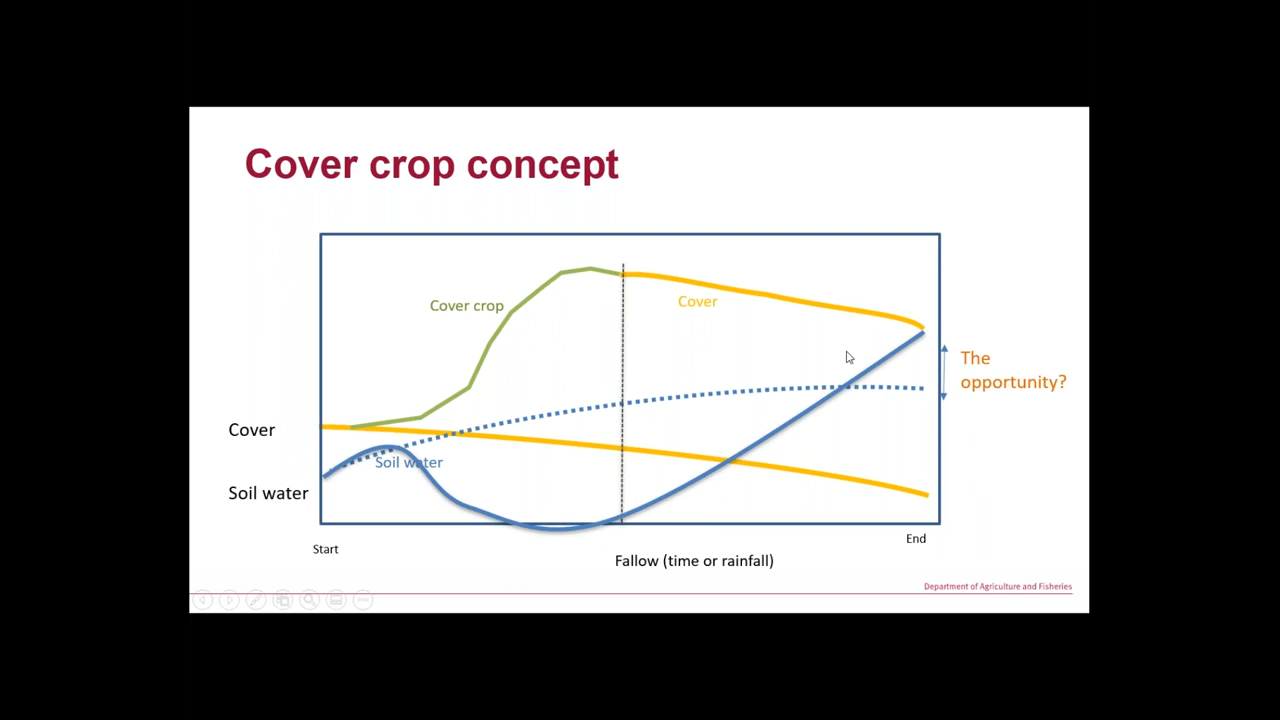 Cover crop concept
Cover crop
Cover
The
opportunity?
Cover
Soil water
Soil water
Start
End
Fallow (time or rainfall)
Department of Agriculture and Fisheries